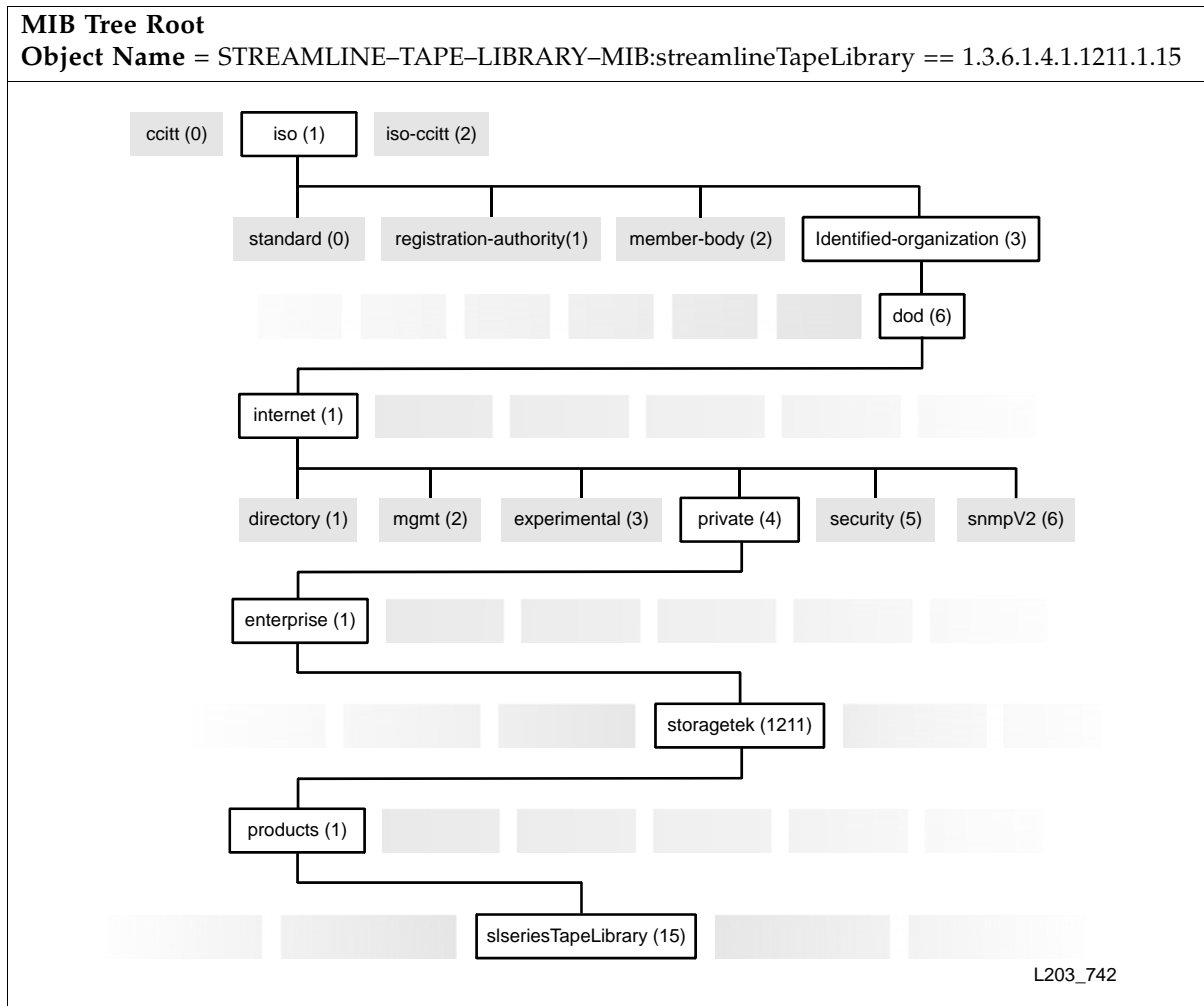 MIB Tree Root
Object Name = STREAMLINE–TAPE–LIBRARY–MIB:streamlineTapeLibrary == 1.3.6.1.4.1.1211.1.15
ccitt (0) iso (1) iso-ccitt (2)
standard (0) registration-authority(1) member-body (2) Identified-organization (3)
dod (6)
internet (1)
directory (1) mgmt (2) experimental (3) private (4) security (5) snmpV2 (6)
enterprise (1)
storagetek (1211)
products (1)
slseriesTapeLibrary (15)
L203_742